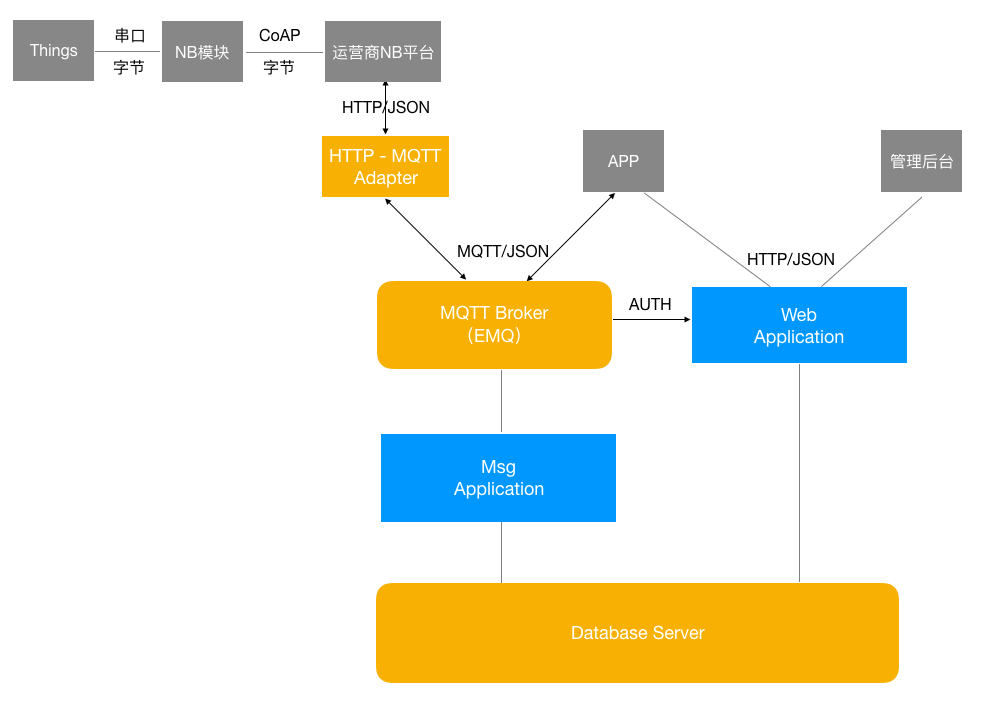 Things
串口
字节
NB模块
CoAP
字节
运营商NB平台
HTTP/JSON
HTTP - MQTT
Adapter
APP
管理后台
MQTT/JSON
HTTP/JSON
MQTT Broker
（EMQ）
AUTH
Web
Application
Msg
Application
Database Server